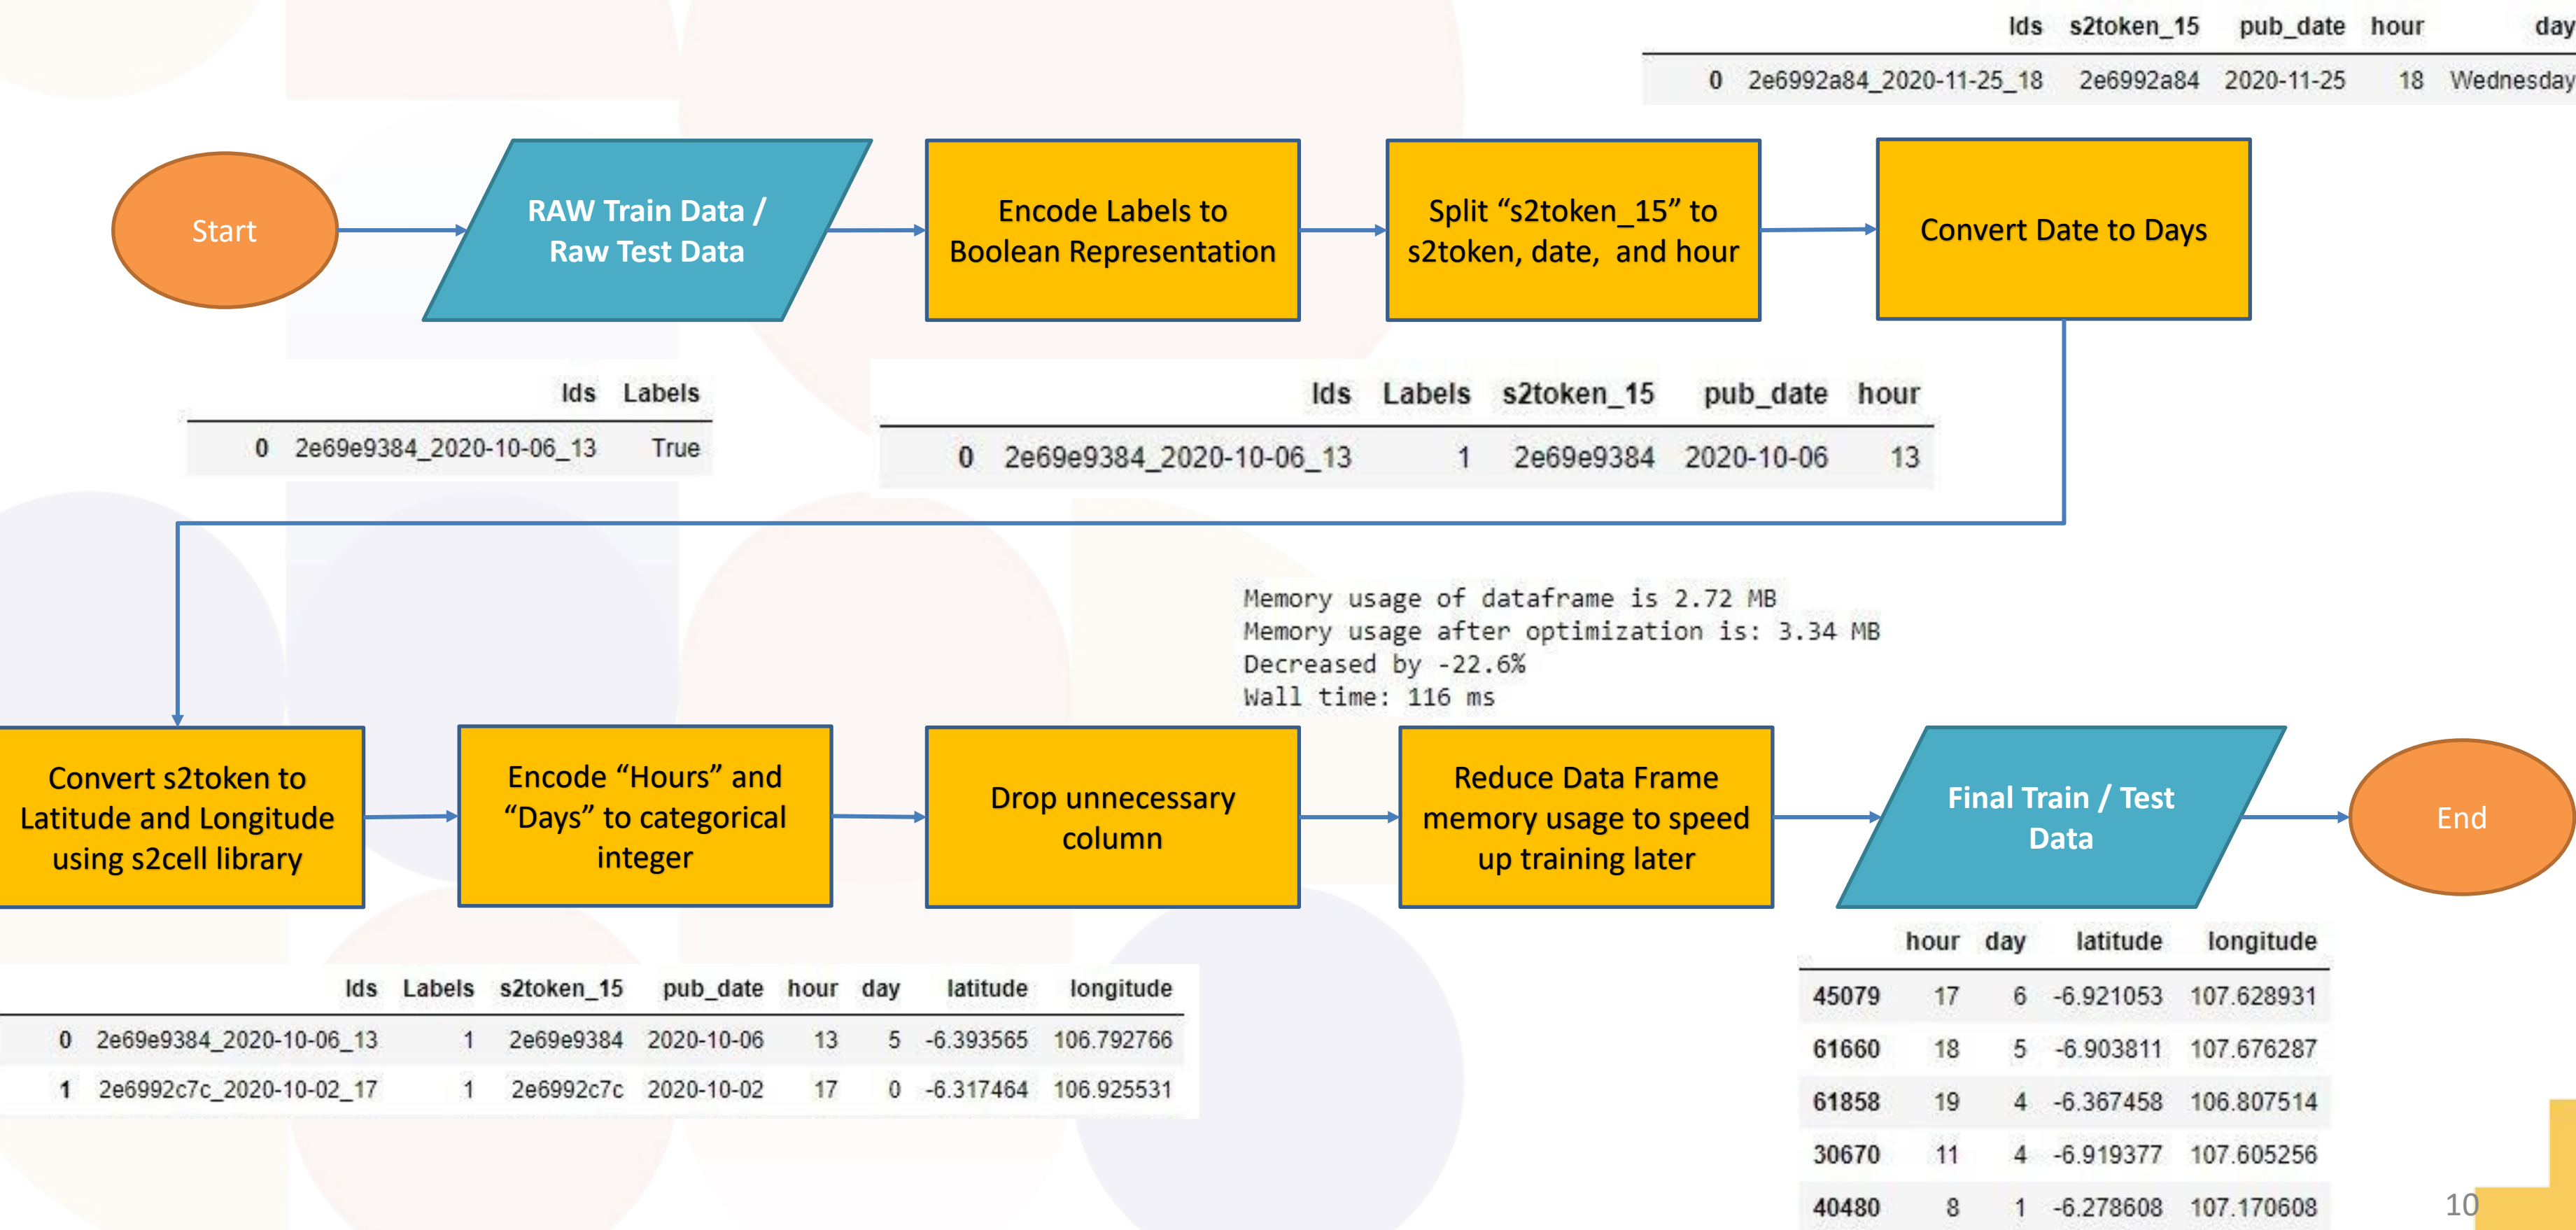 Ids s2token_15 pub_date hour day
0 2e6992a84_2020-11-25_18 2e6992a84 2020-11-25 18 Wednesday
Start
RAW Train Data /
Raw Test Data
Encode Labels to
Boolean Representation
Split “s2token_15” to
s2token, date, and hour
Convert Date to Days
Ids Labels
0 2e69e9384_2020-10-06_13 True
Ids Labels s2token_15 pub_date hour
0 2e69e9384_2020-10-06_13 1 2e69e9384 2020-10-06 13
Memory usage of dataframe is 2.72 MB
Memory usage after optimization is: 3.34 MB
Decreased by -22.6%
Wall time: 116 ms
Convert s2token to
Latitude and Longitude
using s2cell library
Encode “Hours” and
“Days” to categorical
integer
Drop unnecessary
column
Reduce Data Frame
memory usage to speed
up training later
Final Train / Test
Data
End
Ids Labels s2token_15 pub_date hour day latitude longitude
0 2e69e9384_2020-10-06_13 1 2e69e9384 2020-10-06 13 5 -6.393565 106.792766
1 2e6992c7c_2020-10-02_17 1 2e6992c7c 2020-10-02 17 0 -6.317464 106.925531
hour day latitude longitude
45079 17 6 -6.921053 107.628931
61660 18 5 -6.903811 107.676287
61858 19 4 -6.367458 106.807514
30670 11 4 -6.919377 107.605256
40480 8 1 -6.278608 107.170608
10